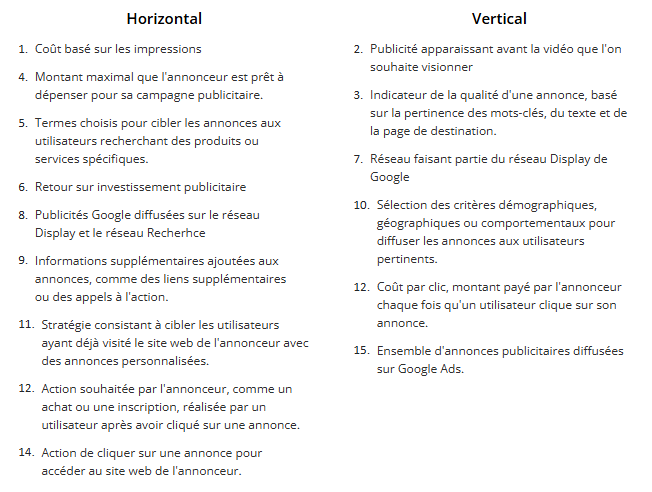 Horizontal
1. Coût basé sur les impressions
4. Montant maximal que l'annonceur est prêt à
dépenser pour sa campagne publicitaire.
5. Termes choisis pour cibler les annonces aux
utilisateurs recherchant des produits ou
services spécifiques.
6. Retour sur investissement publicitaire
8. Publicités Google diffusées sur le réseau
Display et le réseau Recherhce
9. Informations supplémentaires ajoutées aux
annonces, comme des liens supplémentaires
ou des appels à l'action.
11. Stratégie consistant à cibler les utilisateurs
ayant déjà visité le site web de l'annonceur avec
des annonces personnalisées.
12. Action souhaitée par l'annonceur, comme un
achat ou une inscription, réalisée par un
utilisateur après avoir cliqué sur une annonce.
14. Action de cliquer sur une annonce pour
accéder au site web de l'annonceur.
Vertical
2. Publicité apparaissant avant la vidéo que l'on
souhaite visionner
3. Indicateur de la qualité d'une annonce, basé
sur la pertinence des mots-clés, du texte et de
la page de destination.
7. Réseau faisant partie du réseau Display de
Google
10. Sélection des critères démographiques,
géographiques ou comportementaux pour
diffuser les annonces aux utilisateurs
pertinents.
12. Coût par clic, montant payé par l'annonceur
chaque fois qu'un utilisateur clique sur son
annonce.
15. Ensemble d'annonces publicitaires diffusées
sur Google Ads.